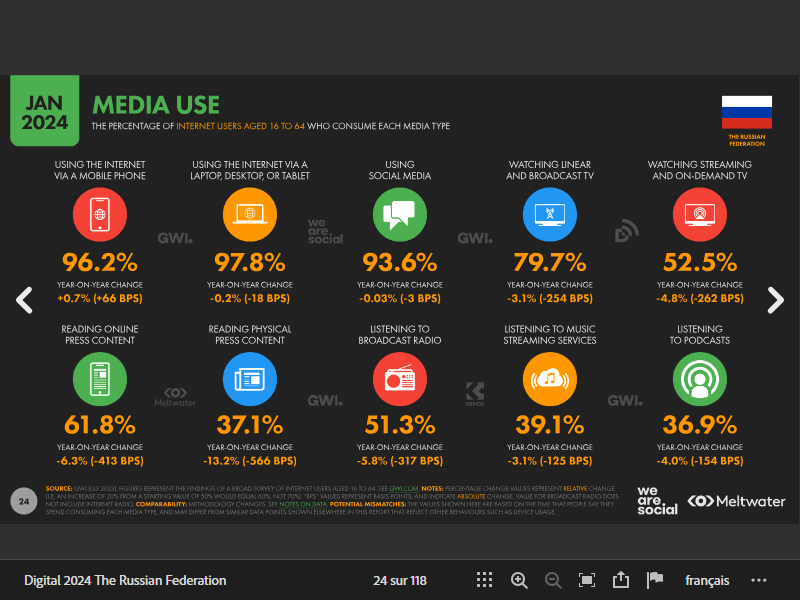 JAN
2024
MEDIA USE
THE PERCENTAGE OF INTERNET USERS AGED 16 TO 64 WHO CONSUME EACH MEDIA TYPE
THE RUSSIAN
FEDERATION
USING THE INTERNET
VIA A MOBILE PHONE
96.2%
YEAR-ON-YEAR CHANGE
+0.7% (+66 BPS)
USING THE INTERNET VIA A
LAPTOP, DESKTOP, OR TABLET
97.8%
YEAR-ON-YEAR CHANGE
-0.2% (-18 BPS)
USING
SOCIAL MEDIA
93.6%
YEAR-ON-YEAR CHANGE
-0.03% (-3 BPS)
WATCHING LINEAR
AND BROADCAST TV
79.7%
YEAR-ON-YEAR CHANGE
-3.1% (-254 BPS)
WATCHING STREAMING
AND ON-DEMAND TV
52.5%
YEAR-ON-YEAR CHANGE
-4.8% (-262 BPS)
GWI.
we
are.
social
GWI.
READING ONLINE
PRESS CONTENT
61.8%
YEAR-ON-YEAR CHANGE
-6.3% (-413 BPS)
READING PHYSICAL
PRESS CONTENT
37.1%
YEAR-ON-YEAR CHANGE
-13.2% (-566 BPS)
LISTENING TO
BROADCAST RADIO
51.3%
YEAR-ON-YEAR CHANGE
-5.8% (-317 BPS)
LISTENING TO MUSIC
STREAMING SERVICES
39.1%
YEAR-ON-YEAR CHANGE
-3.1% (-125 BPS)
LISTENING
TO PODCASTS
36.9%
YEAR-ON-YEAR CHANGE
-4.0% (-154 BPS)
Meltwater
GWI.
KEPIOS
GWI.
24
SOURCE: GWI (Q3 2023). FIGURES REPRESENT THE FINDINGS OF A BROAD SURVEY OF INTERNET USERS AGED 16 TO 64. SEE GWI.COM. NOTES: PERCENTAGE CHANGE VALUES REPRESENT RELATIVE CHANGE
(I.E. AN INCREASE OF 20% FROM A STARTING VALUE OF 50% WOULD EQUAL 60%, NOT 70%). "BPS" VALUES REPRESENT BASIS POINTS, AND INDICATE ABSOLUTE CHANGE. VALUE FOR BROADCAST RADIO DOES
NOT INCLUDE INTERNET RADIO. COMPARABILITY: METHODOLOGY CHANGES. SEE NOTES ON DATA. POTENTIAL MISMATCHES: THE VALUES SHOWN HERE ARE BASED ON THE TIME THAT PEOPLE SAY THEY
SPEND CONSUMING EACH MEDIA TYPE, AND MAY DIFFER FROM SIMILAR DATA POINTS SHOWN ELSEWHERE IN THIS REPORT THAT REFLECT OTHER BEHAVIOURS SUCH AS DEVICE USAGE.
we
are.
social
Meltwater
Digital 2024 The Russian Federation
24 sur 118
français